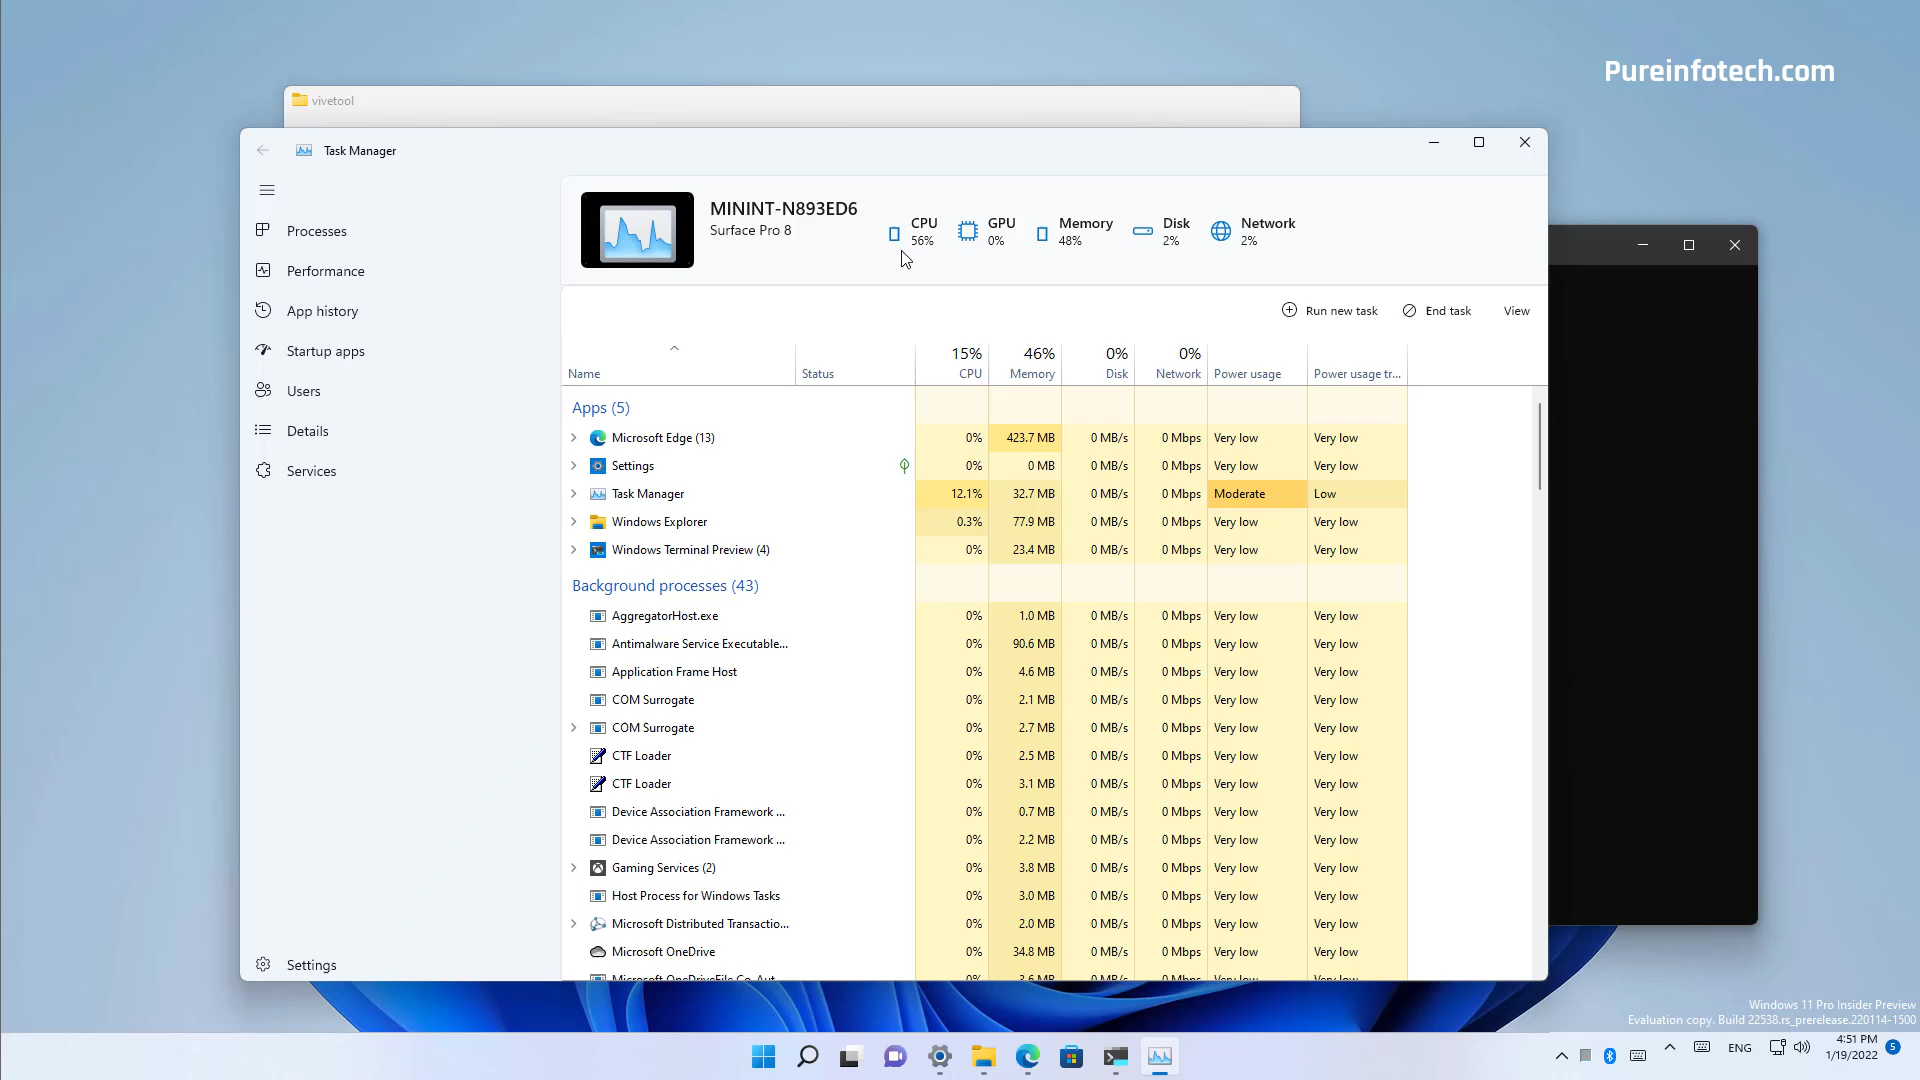 Pureinfotech.com
vivetool
Task Manager
MININT-N893ED6
Surface Pro 8
CPU
56%
GPU
0%
Memory
48%
Disk
2%
Network
2%
Processes
Performance
App history
Startup apps
Users
Details
Services
Settings
Run new task
End task
View
15% 46% 0% 0%
Name Status CPU Memory Disk Network Power usage Power usage tr...
Apps (5)
Microsoft Edge (13) 0% 423.7 MB 0 MB/s 0 Mbps Very low Very low
Settings 0% 0 MB 0 MB/s 0 Mbps Very low Very low
Task Manager 12.1% 32.7 MB 0 MB/s 0 Mbps Moderate Low
Windows Explorer 0.3% 77.9 MB 0 MB/s 0 Mbps Very low Very low
Windows Terminal Preview (4) 0% 23.4 MB 0 MB/s 0 Mbps Very low Very low
Background processes (43)
AggregatorHost.exe 0% 1.0 MB 0 MB/s 0 Mbps Very low Very low
Antimalware Service Executable... 0% 90.6 MB 0 MB/s 0 Mbps Very low Very low
Application Frame Host 0% 4.6 MB 0 MB/s 0 Mbps Very low Very low
COM Surrogate 0% 2.1 MB 0 MB/s 0 Mbps Very low Very low
COM Surrogate 0% 2.7 MB 0 MB/s 0 Mbps Very low Very low
CTF Loader 0% 2.5 MB 0 MB/s 0 Mbps Very low Very low
CTF Loader 0% 3.1 MB 0 MB/s 0 Mbps Very low Very low
Device Association Framework ... 0% 0.7 MB 0 MB/s 0 Mbps Very low Very low
Device Association Framework ... 0% 2.2 MB 0 MB/s 0 Mbps Very low Very low
Gaming Services (2) 0% 3.8 MB 0 MB/s 0 Mbps Very low Very low
Host Process for Windows Tasks 0% 3.0 MB 0 MB/s 0 Mbps Very low Very low
Microsoft Distributed Transactio... 0% 2.0 MB 0 MB/s 0 Mbps Very low Very low
Microsoft OneDrive 0% 34.8 MB 0 MB/s 0 Mbps Very low Very low
Microsoft OneDriveFile Co-Aut... 0% 3.6 MB 0 MB/s 0 Mbps Very low Very low
Windows 11 Pro Insider Preview
Evaluation copy. Build 22538.rs_prerelease.220114-1500
ENG
4:51 PM
1/19/2022
5